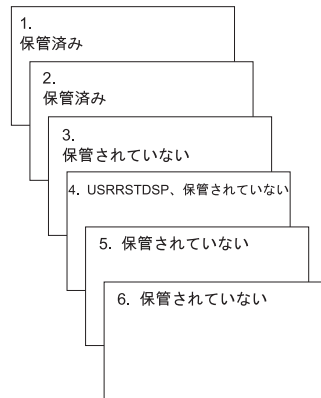 1.
保管済み
2.
保管済み
3.
保管されていない
4. USRRSTDSP、保管されていない
5. 保管されていない
6. 保管されていない